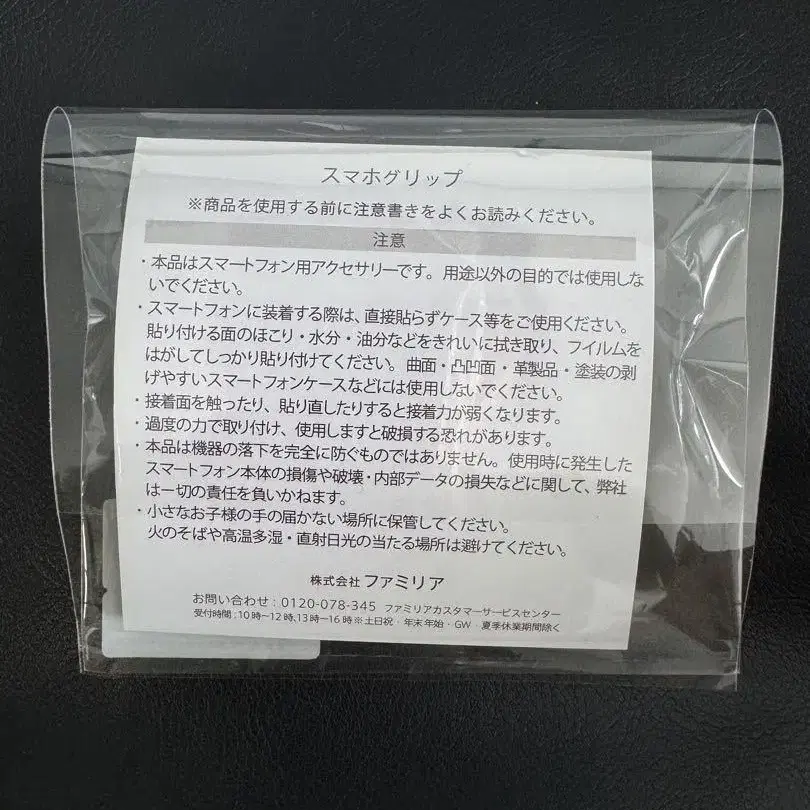 スマホグリップ
※商品を使用する前に注意書きをよくお読みください。
注意
・本品はスマートフォン用アクセサリーです。用途以外の目的では使用しな
いでください。
・スマートフォンに装着する際は、直接貼らずケース等をご使用ください。
貼り付ける面のほこり・水分・油分などをきれいに拭き取り、フイルムを
はがしてしっかり貼り付けてください。曲面・凸凹面・革製品・塗装の剥
げやすいスマートフォンケースなどには使用しないでください。
・接着面を触ったり、貼り直したりすると接着力が弱くなります。
・過度の力で取り付け、使用しますと破損する恐れがあります。
・本品は機器の落下を完全に防ぐものではありません。使用時に発生した
スマートフォン本体の損傷や破壊・内部データの損失などに関して、弊社
は一切の責任を負いかねます。
・小さなお子様の手の届かない場所に保管してください。
火のそばや高温多湿・直射日光の当たる場所は避けてください。
株式会社 ファミリア
お問い合わせ：0120-078-345 ファミリアカスタマーサービスセンター
受付時間：10時〜12時、13時〜16時 ※土日祝・年末年始・GW・夏季休業期間除く